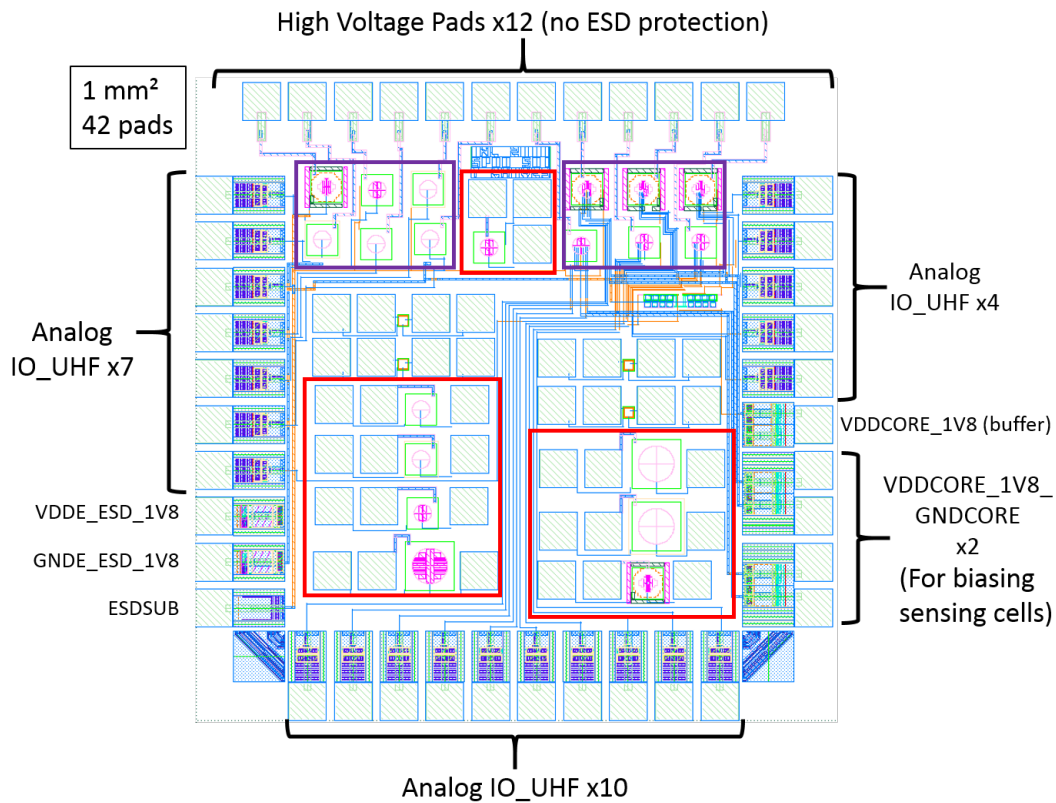 High Voltage Pads x12 (no ESD protection)
1 mm²
42 pads
Analog
IO_UHF x7
VDDE_ESD_1V8
GNDE_ESD_1V8
ESDSUB
Analog
IO_UHF x4
VDDCORE_1V8 (buffer)
VDDCORE_1V8_
GNDCORE
x2
(For biasing
sensing cells)
Analog IO_UHF x10